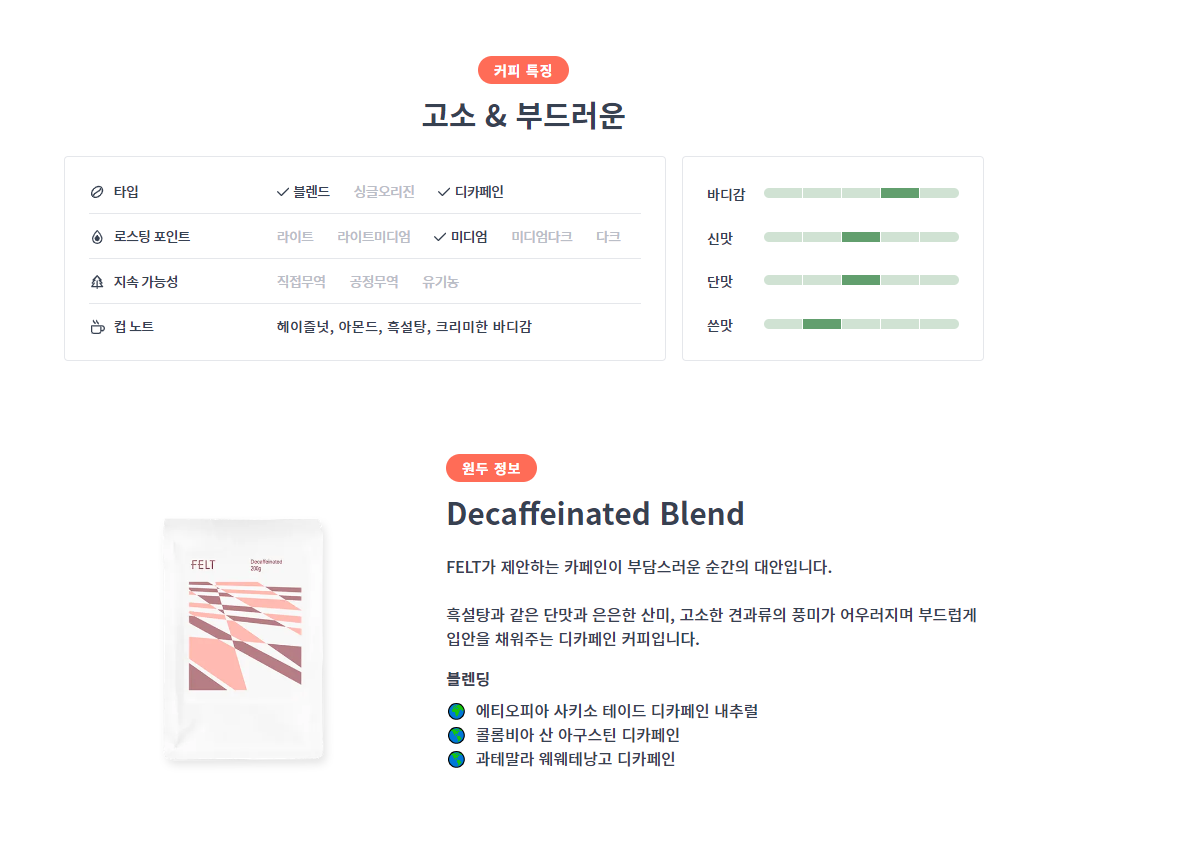 커피 특징
고소 & 부드러운
타입 블렌드 싱글오리진 디카페인
로스팅 포인트 라이트 라이트미디엄 미디엄 미디엄다크 다크
지속 가능성 직접무역 공정무역 유기농
컵 노트 헤이즐넛, 아몬드, 흑설탕, 크리미한 바디감
바디감
신맛
단맛
쓴맛
원두 정보
Decaffeinated Blend
FELT가 제안하는 카페인이 부담스러운 순간의 대안입니다.
흑설탕과 같은 단맛과 은은한 산미, 고소한 견과류의 풍미가 어우러지며 부드럽게
입안을 채워주는 디카페인 커피입니다.
블렌딩
에티오피아 사키소 테이드 디카페인 내추럴
콜롬비아 산 아구스틴 디카페인
과테말라 웨웨테낭고 디카페인
FELT Decaffeinated
200g